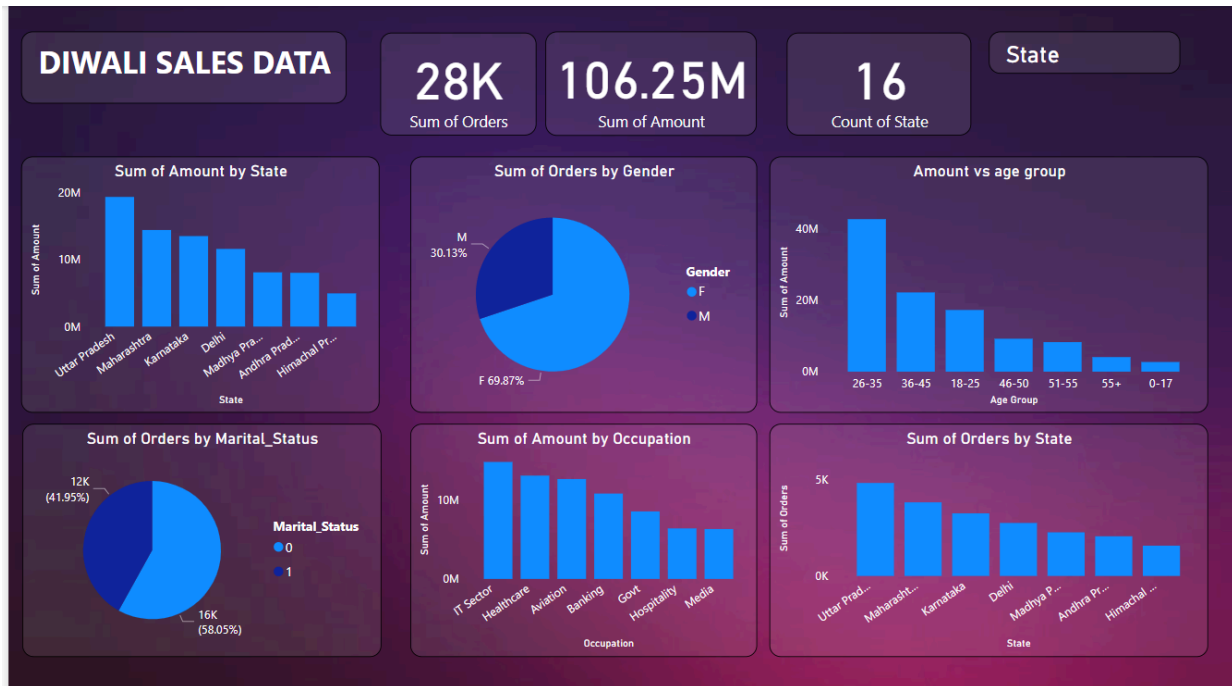 DIWALI SALES DATA
28K
Sum of Orders
106.25M
Sum of Amount
16
Count of State
State
Sum of Amount by State
Sum of Amount
20M
10M
0M
Uttar Pradesh
Maharashtra
Karnataka
Delhi
Madhya Pra...
Andhra Prad...
Himachal Pr...
State
Sum of Orders by Gender
M
30.13%
F 69.87%
Gender
F
M
Amount vs age group
Sum of Amount
40M
20M
0M
26-35 36-45 18-25 46-50 51-55 55+ 0-17
Age Group
Sum of Orders by Marital_Status
12K
(41.95%)
16K
(58.05%)
Marital_Status
0
1
Sum of Amount by Occupation
Sum of Amount
10M
0M
IT Sector
Healthcare
Aviation
Banking
Govt
Hospitality
Media
Occupation
Sum of Orders by State
Sum of Orders
5K
0K
Uttar Prad...
Maharasht...
Karnataka
Delhi
Madhya P...
Andhra Pr...
Himachal ...
State